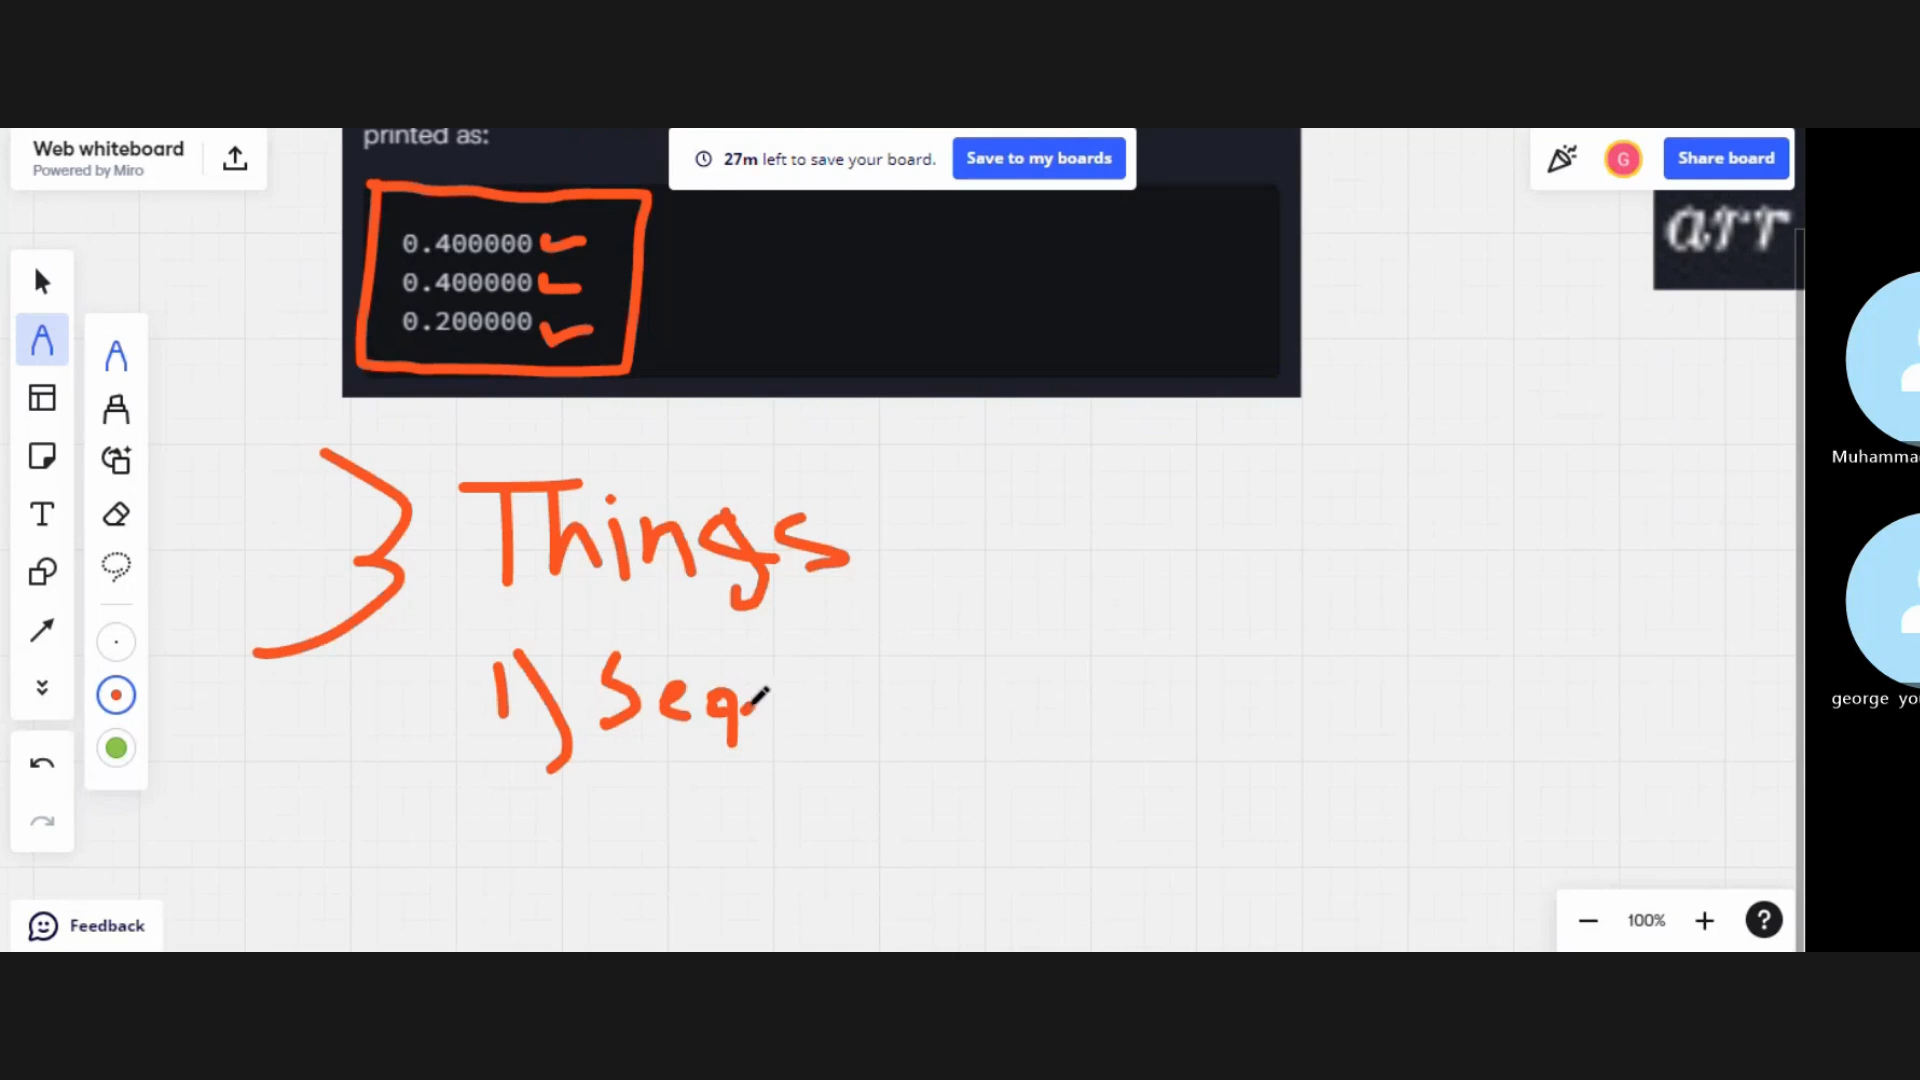 Web whiteboard
Powered by Miro
printed as:
27m left to save your board.
Save to my boards
G
Share board
arr
0.400000
0.400000
0.200000
3 Things
1) Seq
T
Muhamma
george yo
Feedback
100%
?